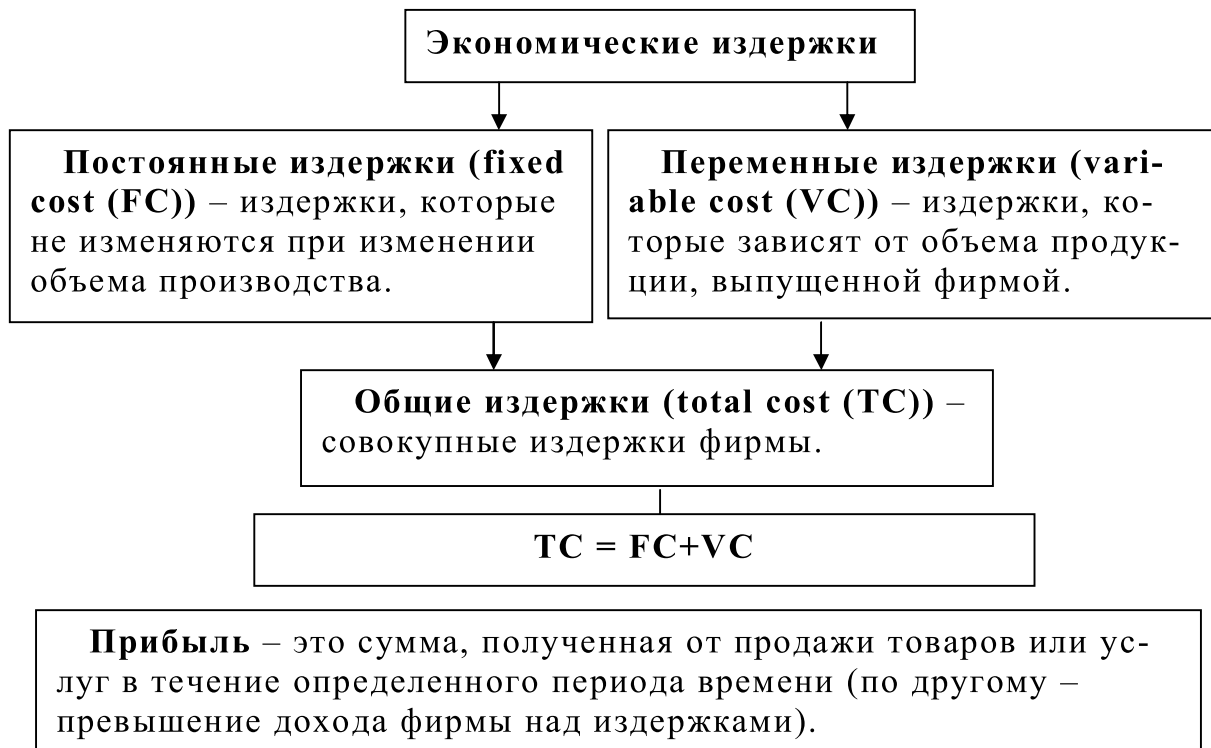 Экономические издержки
Постоянные издержки (fixed
cost (FC)) – издержки, которые
не изменяются при изменении
объема производства.
Переменные издержки (vari-
able cost (VC)) – издержки, ко-
торые зависят от объема продук-
ции, выпущенной фирмой.
Общие издержки (total cost (TC)) –
совокупные издержки фирмы.
TC = FC+VC
Прибыль – это сумма, полученная от продажи товаров или ус-
луг в течение определенного периода времени (по другому –
превышение дохода фирмы над издержками).